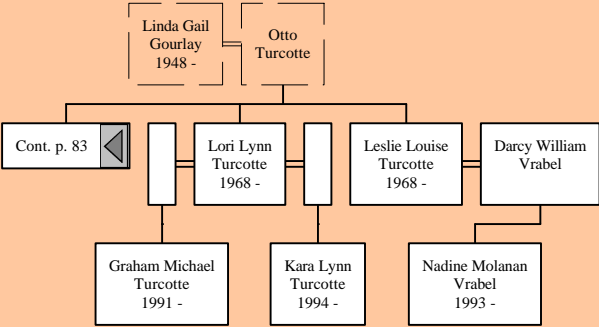 Linda Gail
Gourlay
1948 -
Otto
Turcotte
Cont. p. 83
Lori Lynn
Turcotte
1968 -
Leslie Louise
Turcotte
1968 -
Darcy William
Vrabel
Graham Michael
Turcotte
1991 -
Kara Lynn
Turcotte
1994 -
Nadine Molanan
Vrabel
1993 -